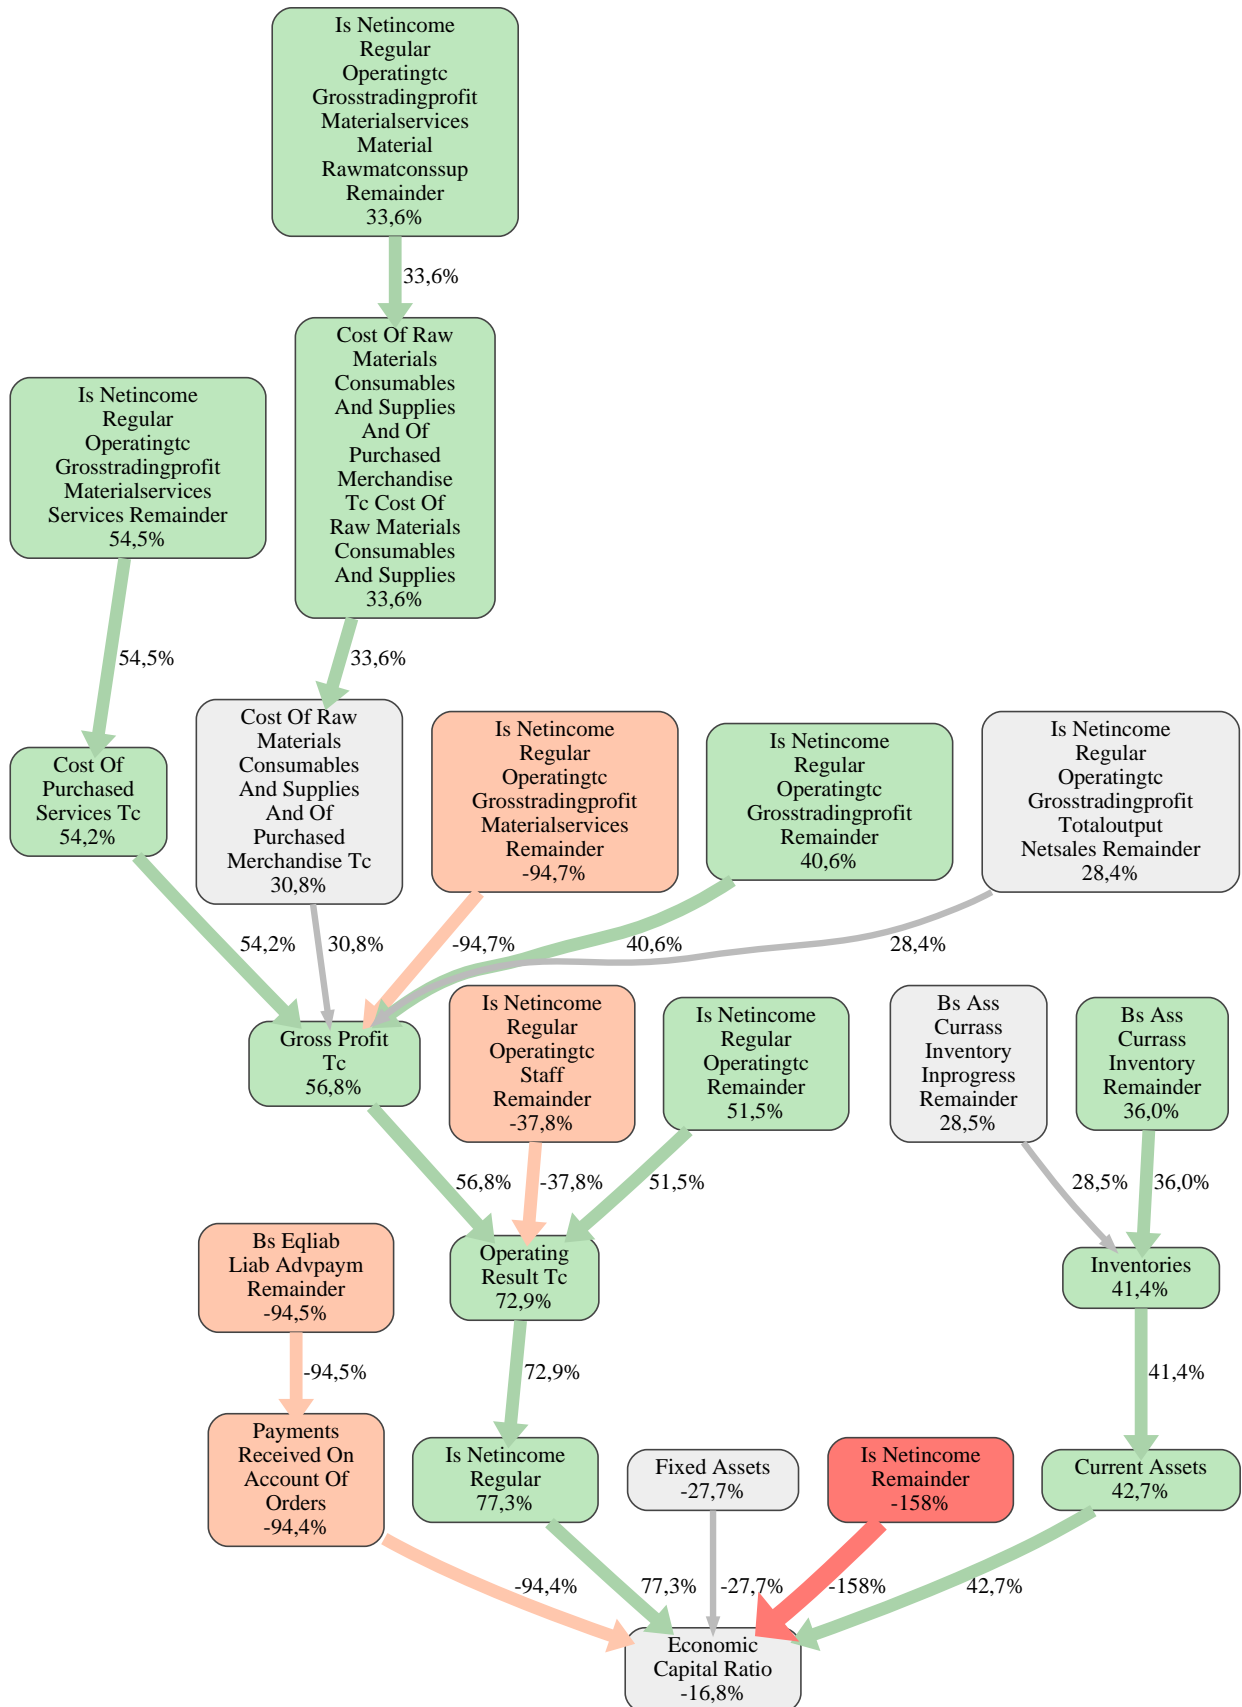 Is Netincome
Regular
Operatingtc
Grosstradingprofit
Materialservices
Material
Rawmatconssup
Remainder
33,6%
33,6%
Cost Of Raw
Materials
Consumables
And Supplies
And Of
Purchased
Merchandise
Tc Cost Of
Raw Materials
Consumables
And Supplies
33,6%
Is Netincome
Regular
Operatingtc
Grosstradingprofit
Materialservices
Services Remainder
54,5%
54,5%
33,6%
Cost Of
Purchased
Services Tc
54,2%
Cost Of Raw
Materials
Consumables
And Supplies
And Of
Purchased
Merchandise Tc
30,8%
Is Netincome
Regular
Operatingtc
Grosstradingprofit
Materialservices
Remainder
-94,7%
Is Netincome
Regular
Operatingtc
Grosstradingprofit
Remainder
40,6%
Is Netincome
Regular
Operatingtc
Grosstradingprofit
Totaloutput
Netsales Remainder
28,4%
54,2%
30,8%
-94,7%
40,6%
28,4%
Gross Profit
Tc
56,8%
Is Netincome
Regular
Operatingtc
Staff
Remainder
-37,8%
Is Netincome
Regular
Operatingtc
Remainder
51,5%
Bs Ass
Currass
Inventory
Inprogress
Remainder
28,5%
Bs Ass
Currass
Inventory
Remainder
36,0%
56,8%
-37,8%
51,5%
28,5%
36,0%
Bs Eqliab
Liab Advpaym
Remainder
-94,5%
Operating
Result Tc
72,9%
Inventories
41,4%
-94,5%
72,9%
41,4%
Payments
Received On
Account Of
Orders
-94,4%
Is Netincome
Regular
77,3%
Fixed Assets
-27,7%
Is Netincome
Remainder
-158%
Current Assets
42,7%
-94,4%
77,3%
-27,7%
-158%
42,7%
Economic
Capital Ratio
-16,8%